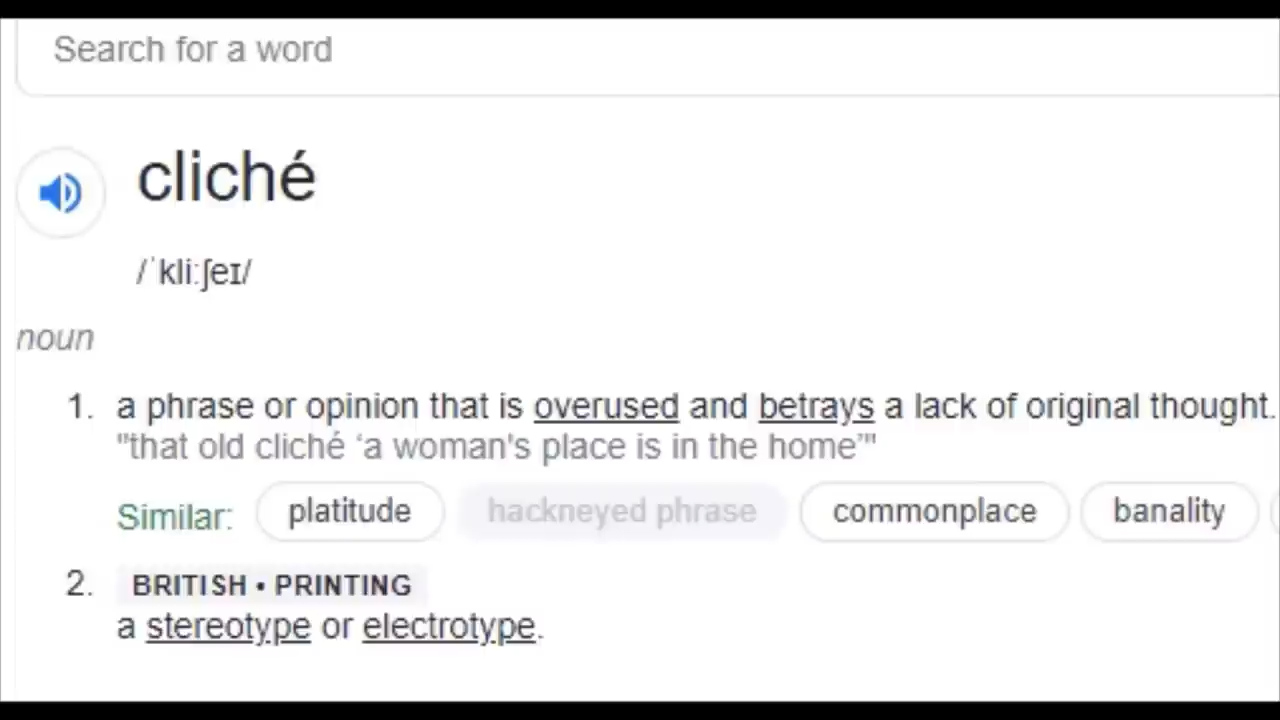 Search for a word
cliché
/ˈkliːʃeɪ/
noun
1. a phrase or opinion that is overused and betrays a lack of original thought.
"that old cliché ‘a woman's place is in the home’"
Similar: platitude hackneyed phrase commonplace banality
2. BRITISH • PRINTING
a stereotype or electrotype.